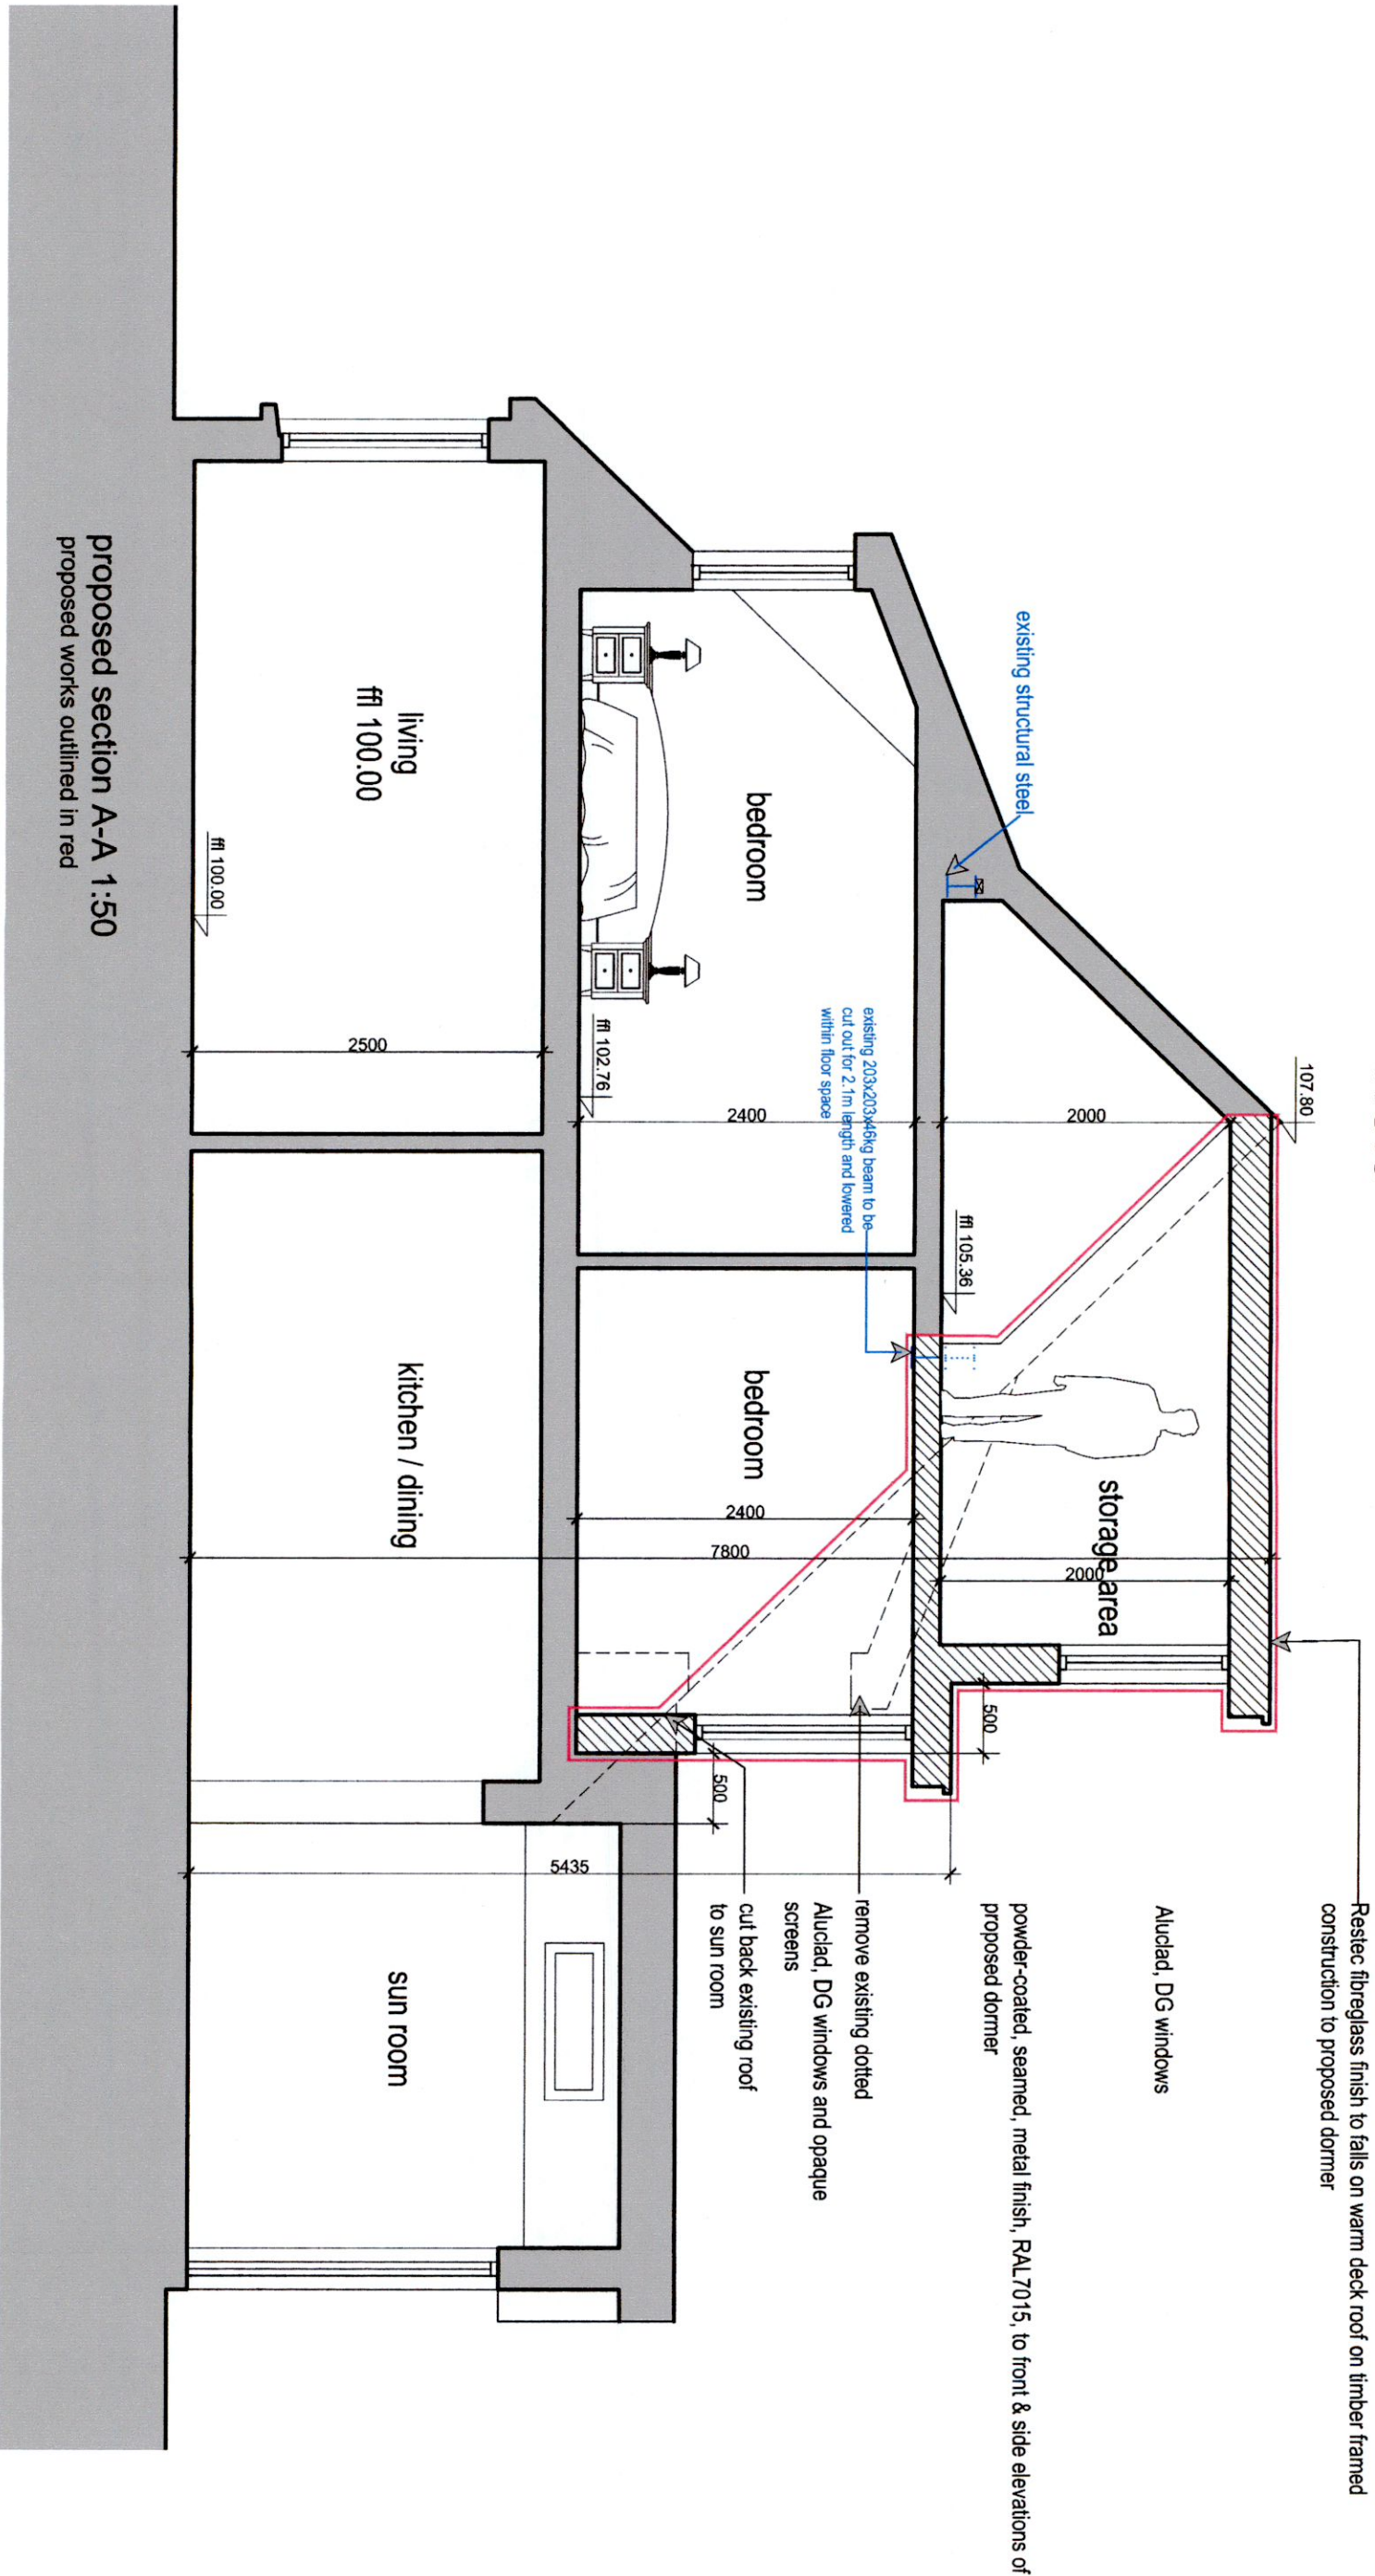 Restec fibreglass finish to falls on warm deck roof on timber framed
construction to proposed dormer
107.80
Aluclad, DG windows
2000
storage area
2000
existing structural steel
ffl 105.36
500
powder-coated, seamed, metal finish, RAL7015, to front & side elevations of
proposed dormer
existing 203x203x46kg beam to be
cut out for 2.1m length and lowered
within floor space
remove existing dotted
Aluclad, DG windows and opaque
screens
bedroom
2400
bedroom
2400
7800
500
cut back existing roof
to sun room
ffl 102.76
5435
living
ffl 100.00
2500
kitchen / dining
sun room
ffl 100.00
proposed section A-A 1:50
proposed works outlined in red